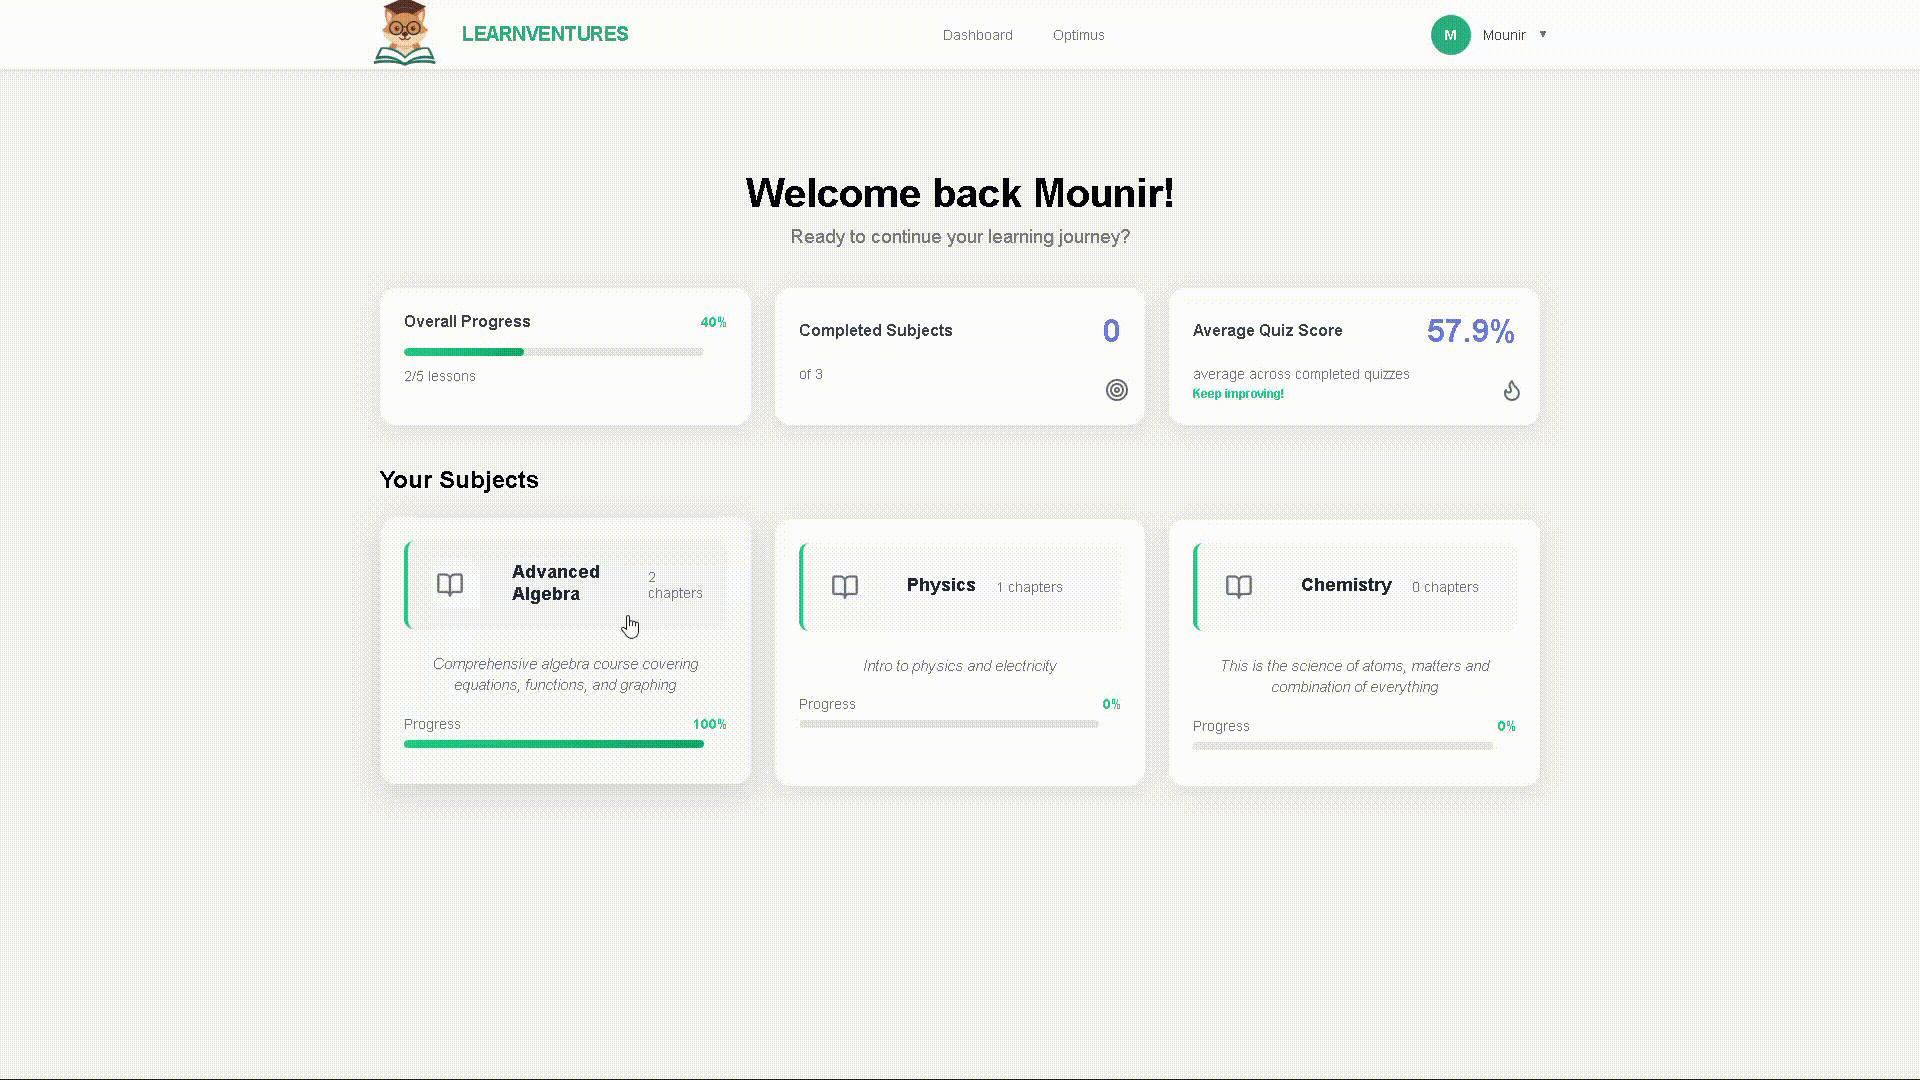 LEARNVENTURES
Dashboard
Optimus
M
Mounir ▼
Welcome back Mounir!
Ready to continue your learning journey?
Overall Progress
40%
2/5 lessons
Completed Subjects
0
of 3
Average Quiz Score
57.9%
average across completed quizzes
Keep improving!
Your Subjects
Advanced
Algebra
2
chapters
Comprehensive algebra course covering
equations, functions, and graphing
Progress
100%
Physics
1 chapters
Intro to physics and electricity
Progress
0%
Chemistry
0 chapters
This is the science of atoms, matters and
combination of everything
Progress
0%